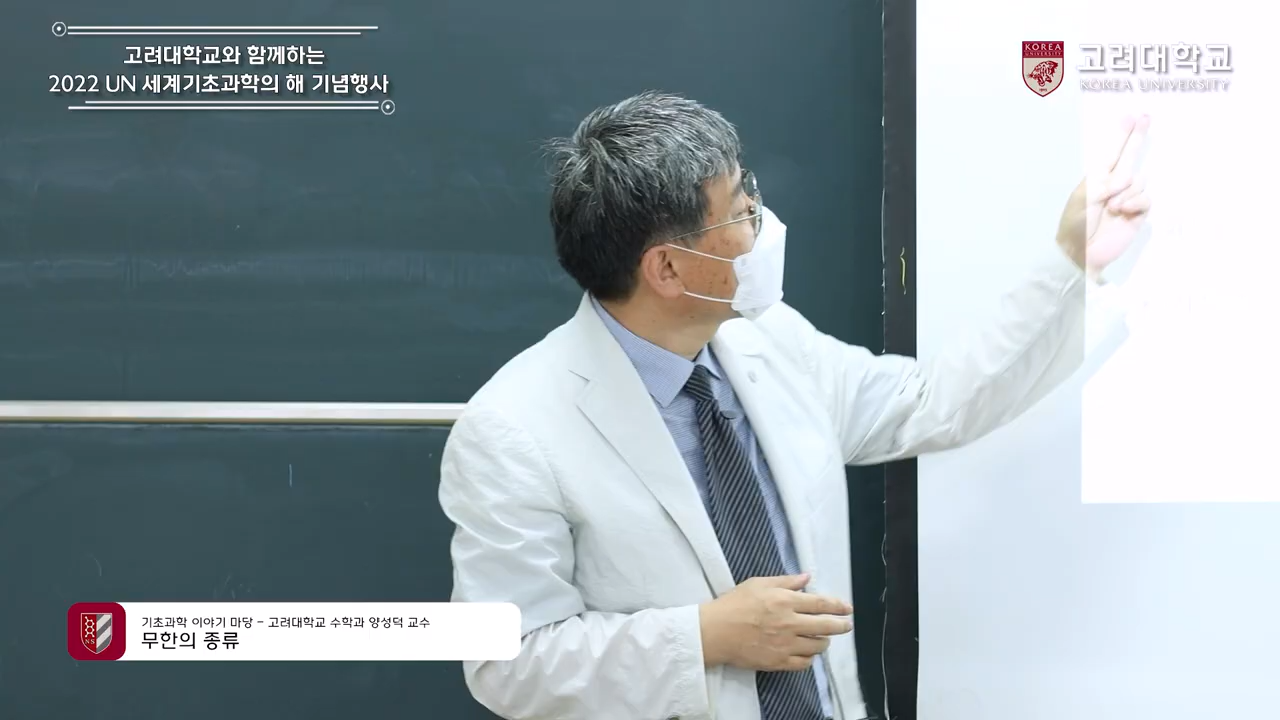 고려대학교와 함께하는
2022 UN 세계기초과학의 해 기념행사
KOREA
UNIVERSITY
고려대학교
KOREA UNIVERSITY
기초과학 이야기 마당 - 고려대학교 수학과 양성덕 교수
무한의 종류
NS